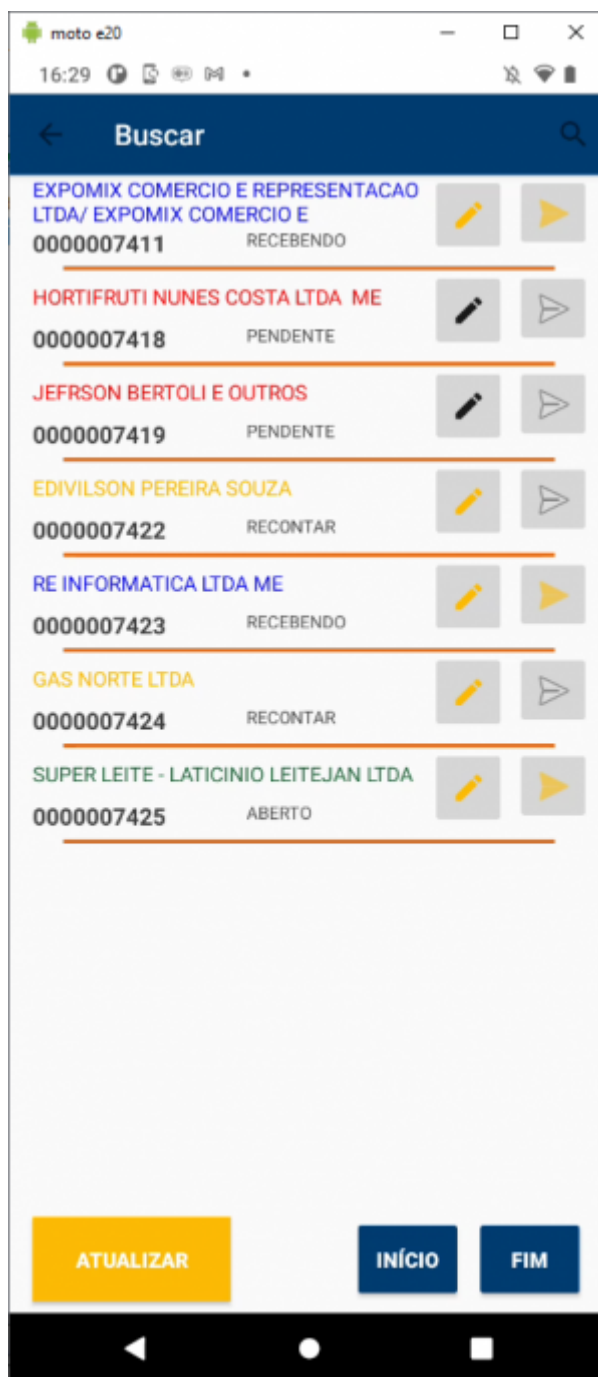 moto e20
16:29
Buscar
EXPOMIX COMERCIO E REPRESENTACAO
LTDA/ EXPOMIX COMERCIO E
0000007411 RECEBENDO
HORTIFRUTI NUNES COSTA LTDA  ME
0000007418 PENDENTE
JEFRSON BERTOLI E OUTROS
0000007419 PENDENTE
EDIVILSON PEREIRA SOUZA
0000007422 RECONTAR
RE INFORMATICA LTDA ME
0000007423 RECEBENDO
GAS NORTE LTDA
0000007424 RECONTAR
SUPER LEITE - LATICINIO LEITEJAN LTDA
0000007425 ABERTO
ATUALIZAR INÍCIO FIM